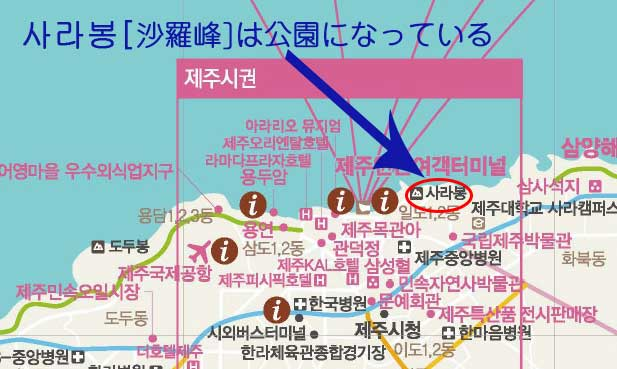 사라봉[沙羅峰]は公園になっている
제주시권
아라리오 뮤지엄
제주오리엔탈호텔
라마다프라자호텔
어영마을 우수외식업지구
용두암
여객터미널
삼양해
사라봉
삼사석지
용담1,2,3동
일도1,2동
제주대학교 사라캠퍼스
용연
제주목관아
도두봉
삼도1,2동
관덕정
국립제주박물관
제주중앙병원
화북동
제주국제공항
제주KAL호텔
삼성혈
제주피시픽호텔
민속자연사박물관
제주민속오일시장
한국병원
문예회관
도두동
제주특산품 전시판매장
시외버스터미널
제주시청
한마음병원
더호텔제주
한라체육관종합경기장
이도1,2동
중앙병원